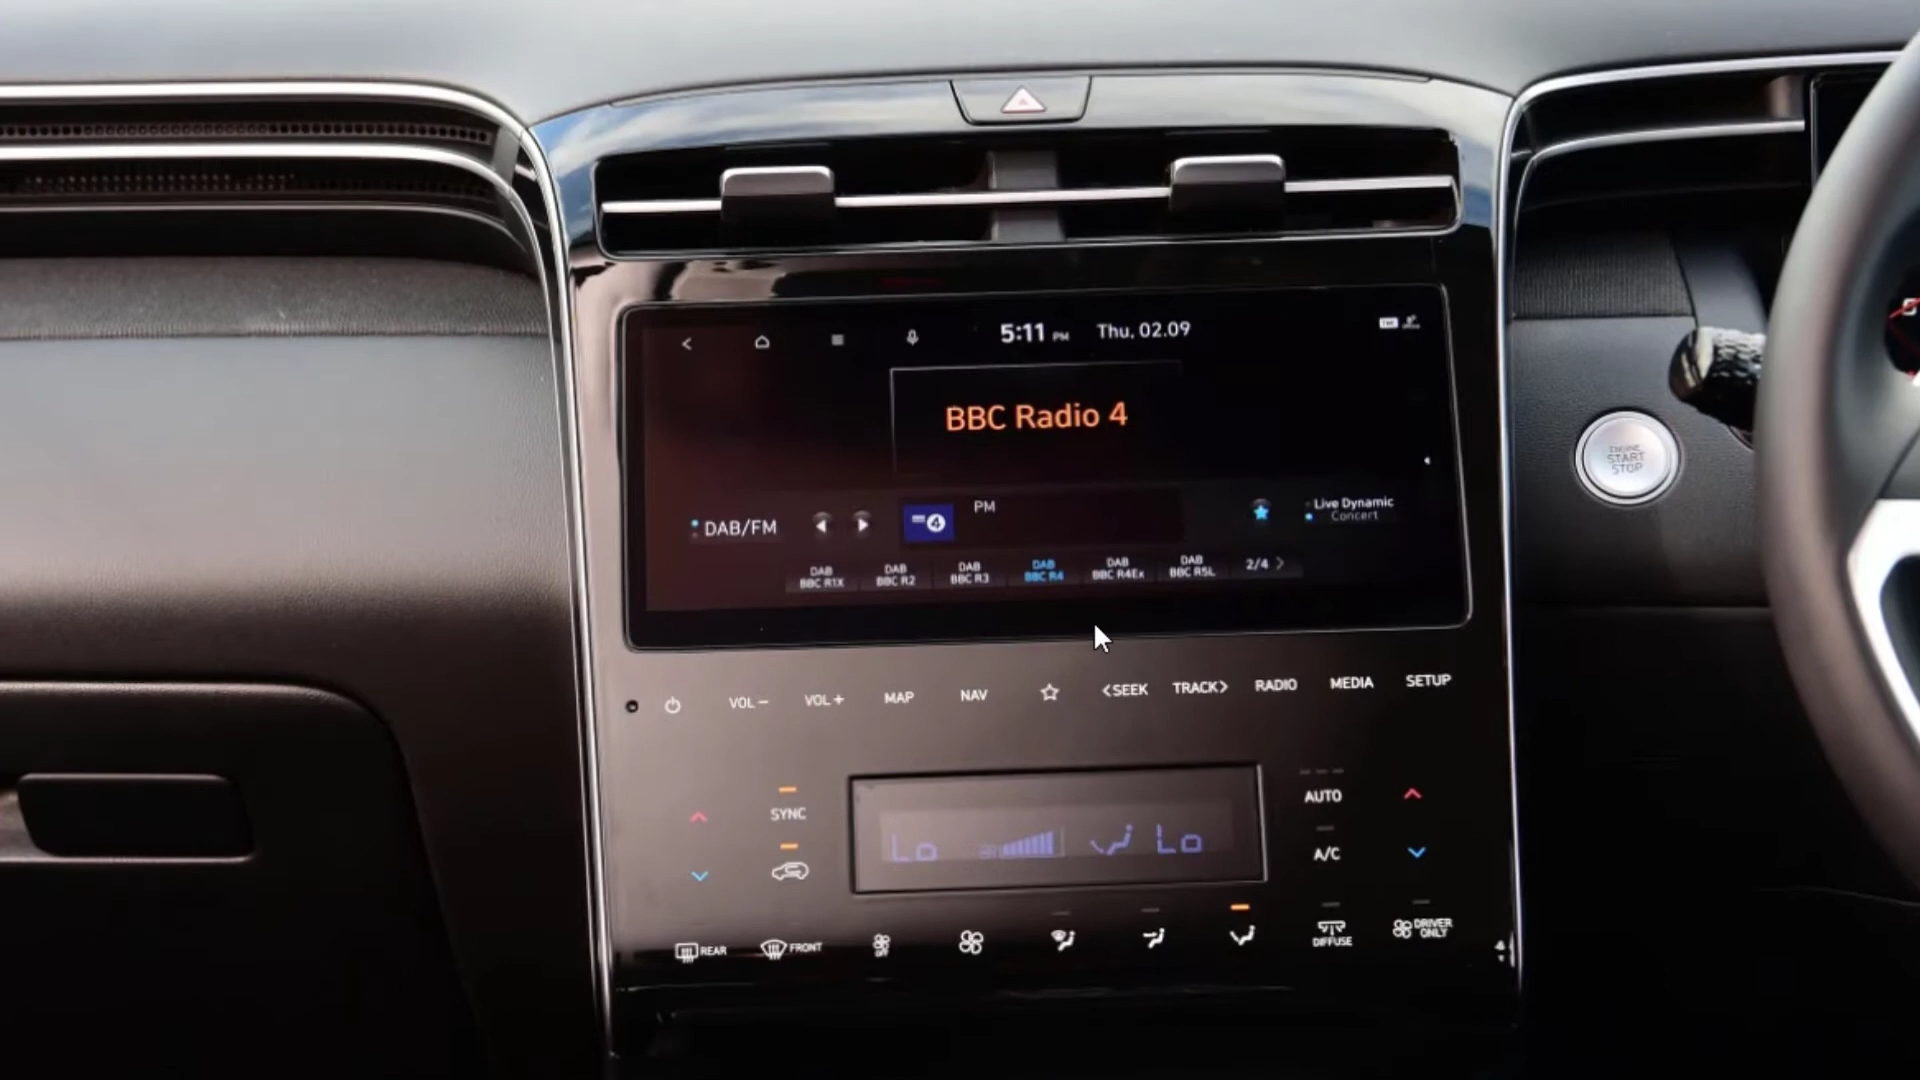 5:11 PM Thu, 02.09
BBC Radio 4
PM
DAB/FM
4
Live Dynamic
Concert
DAB
BBC R1X
DAB
BBC R2
DAB
BBC R3
DAB
BBC R4
DAB
BBC R4Ex
DAB
BBC R5L
2/4
ENGINE
START
STOP
VOL− VOL+ MAP NAV <SEEK TRACK> RADIO MEDIA SETUP
SYNC
AUTO
A/C
Lo Lo
REAR
FRONT
OFF
DIFFUSE
DRIVER
ONLY